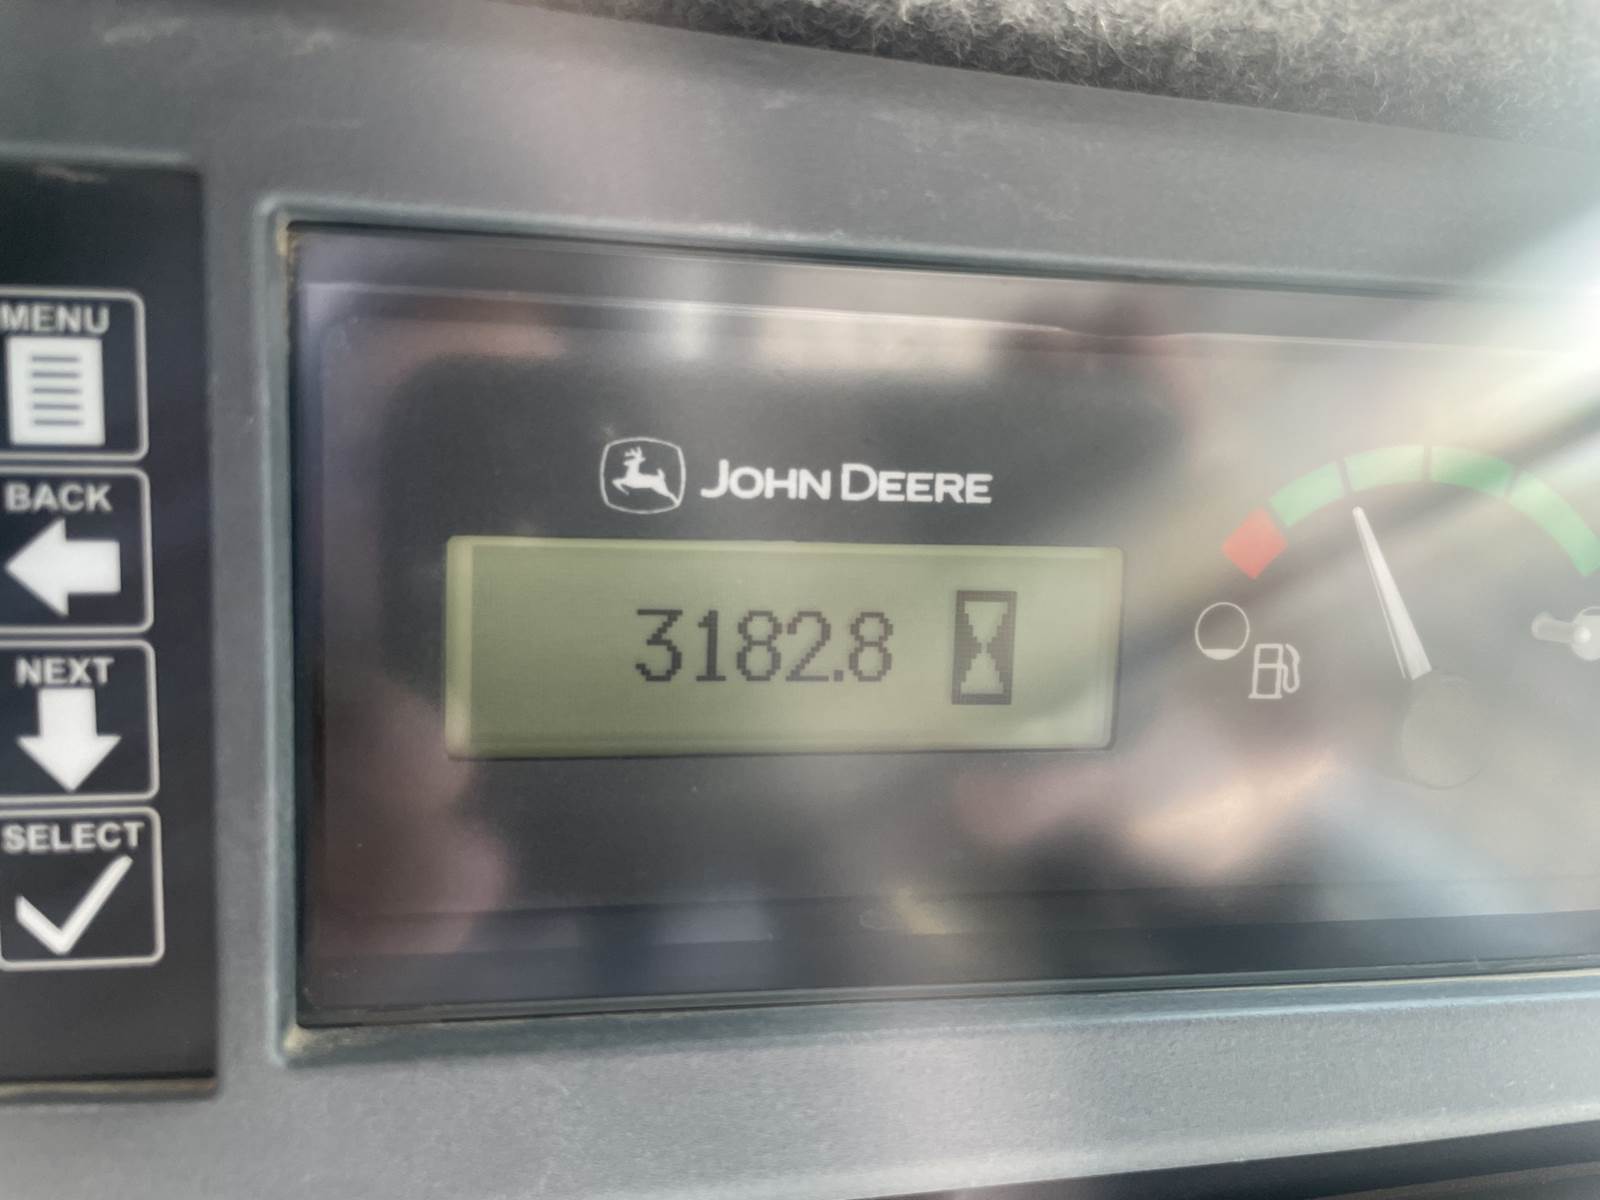 MENU
BACK
NEXT
SELECT
JOHN DEERE
3182.8